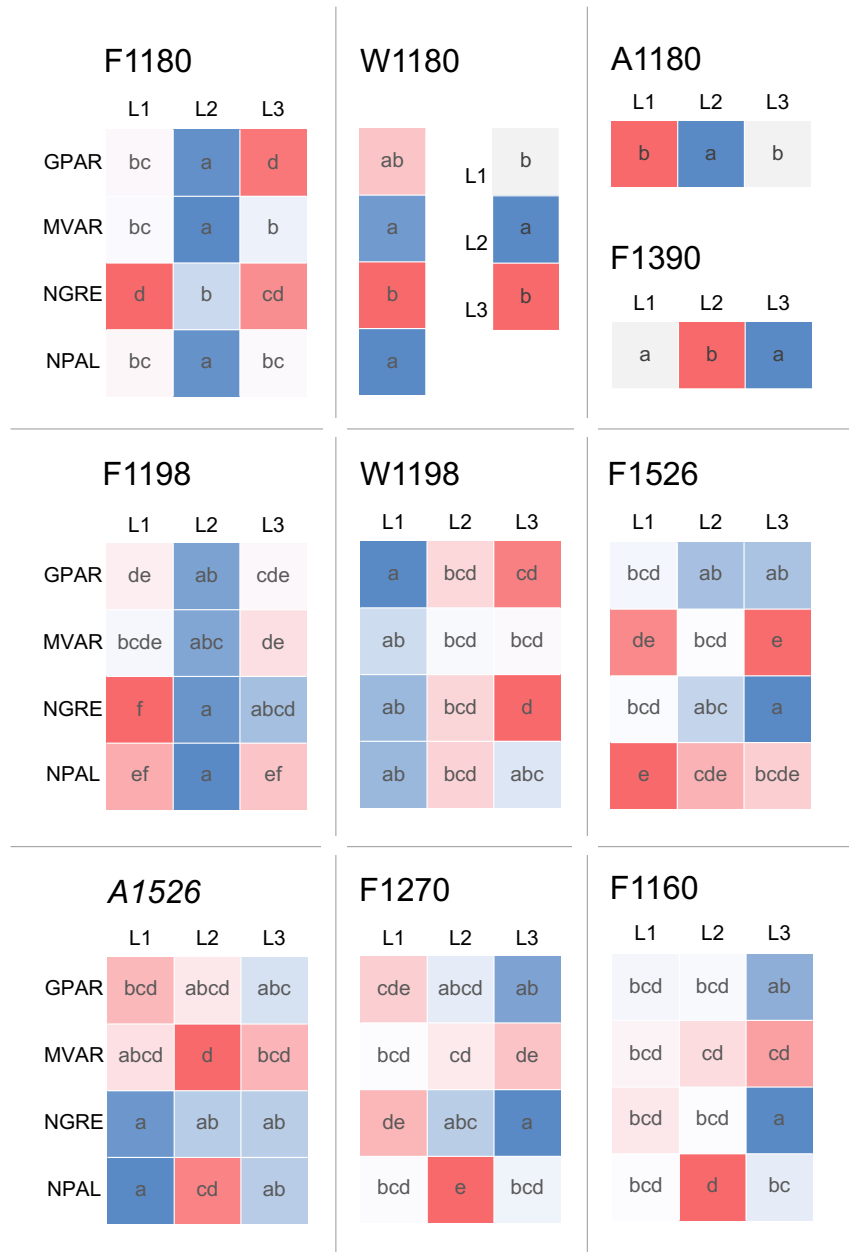 F1180
L1 L2 L3
GPAR bc a d
MVAR bc a b
NGRE d b cd
NPAL bc a bc
W1180
ab
a
b
a
L1 b
L2 a
L3 b
A1180
L1 L2 L3
b a b
F1390
L1 L2 L3
a b a
F1198
L1 L2 L3
GPAR de ab cde
MVAR bcde abc de
NGRE f a abcd
NPAL ef a ef
W1198
L1 L2 L3
a bcd cd
ab bcd bcd
ab bcd d
ab bcd abc
F1526
L1 L2 L3
bcd ab ab
de bcd e
bcd abc a
e cde bcde
A1526
L1 L2 L3
GPAR bcd abcd abc
MVAR abcd d bcd
NGRE a ab ab
NPAL a cd ab
F1270
L1 L2 L3
cde abcd ab
bcd cd de
de abc a
bcd e bcd
F1160
L1 L2 L3
bcd bcd ab
bcd cd cd
bcd bcd a
bcd d bc